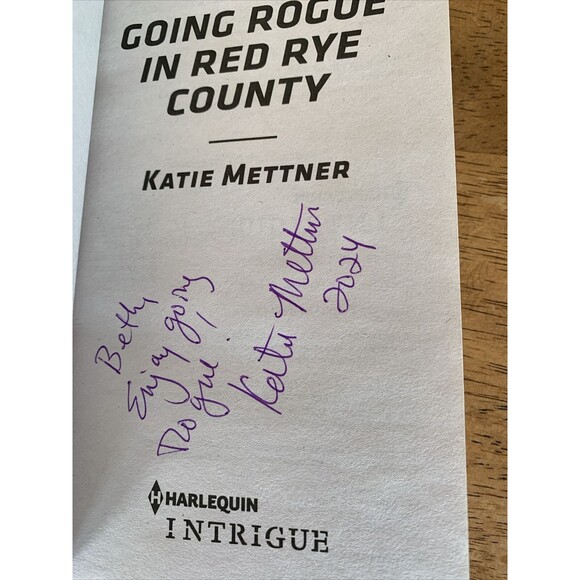 GOING ROGUE
IN RED RYE
COUNTY
KATIE METTNER
Beth,
Enjoy going
Rogue!
Katie Mettner
2024
HARLEQUIN
INTRIGUE